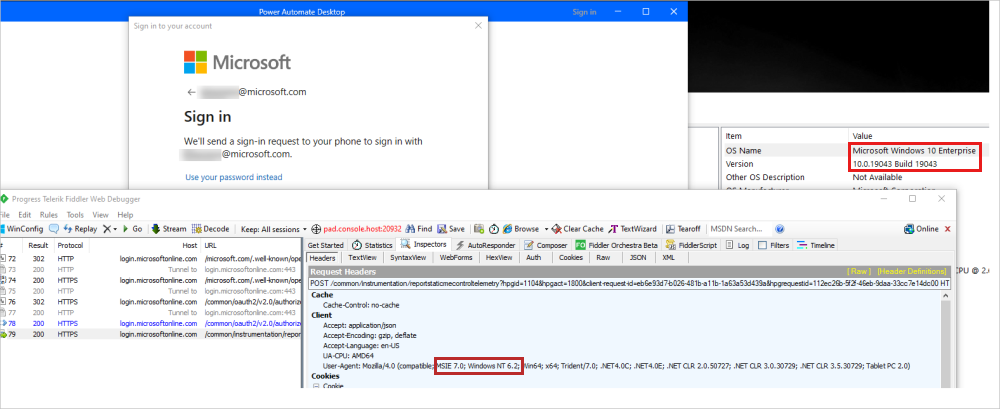 Power Automate Desktop
Sign in
Sign in to your account
Microsoft
@microsoft.com
Sign in
We'll send a sign-in request to your phone to sign in with
@microsoft.com.
Use your password instead
Item Value
OS Name Microsoft Windows 10 Enterprise
Version 10.0.19043 Build 19043
Other OS Description Not Available
Progress Telerik Fiddler Web Debugger
File Edit Rules Tools View Help
WinConfig Replay Go Stream Decode Keep: All sessions pad.console.host:20932 Find Save Browse Clear Cache TextWizard Tearoff MSDN Search... Online
# Result Protocol Host URL
72 302 HTTP login.microsoftonline.com /microsoft.com/.well-known/open
73 200 HTTP Tunnel to login.microsoftonline.com:443
74 200 HTTPS login.microsoftonline.com /microsoft.com/.well-known/open
75 302 HTTP login.microsoftonline.com /common/oauth2/v2.0/authorize
76 200 HTTP Tunnel to login.microsoftonline.com:443
77 200 HTTP Tunnel to login.microsoftonline.com:443
78 200 HTTPS login.microsoftonline.com /common/oauth2/v2.0/authorize
79 200 HTTPS login.microsoftonline.com /common/instrumentation/repor
Get Started Statistics Inspectors AutoResponder Composer Fiddler Orchestra Beta FiddlerScript Log Filters Timeline
Headers TextView SyntaxView WebForms HexView Auth Cookies Raw JSON XML
Request Headers [ Raw ] [Header Definitions]
POST /common/instrumentation/reportstaticmecontroltelemetry?hpgid=1104&hpgact=1800&client-request-id=eb6e93d7-b026-481b-a11b-1a63a53d439a&hpgrequestid=112ec26b-5f2f-46eb-9daa-33cc7e14dc00 HT
Cache
Cache-Control: no-cache
Client
Accept: application/json
Accept-Encoding: gzip, deflate
Accept-Language: en-US
UA-CPU: AMD64
User-Agent: Mozilla/4.0 (compatible; MSIE 7.0; Windows NT 6.2; Win64; x64; Trident/7.0; .NET4.0C; .NET4.0E; .NET CLR 2.0.50727; .NET CLR 3.0.30729; .NET CLR 3.5.30729; Tablet PC 2.0)
Cookies
Cookie